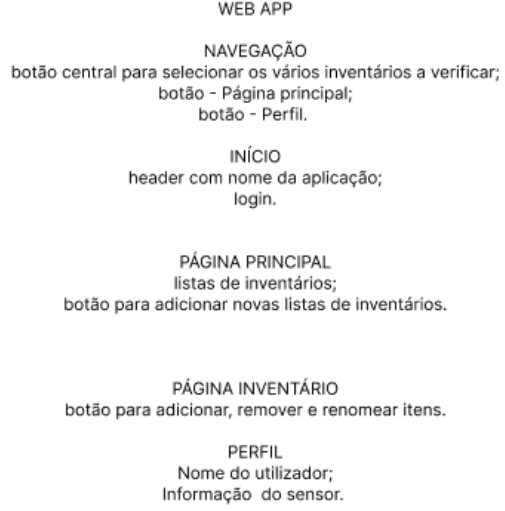 WEB APP
NAVEGAÇÃO
botão central para selecionar os vários inventários a verificar;
botão - Página principal;
botão - Perfil.
INÍCIO
header com nome da aplicação;
login.
PÁGINA PRINCIPAL
listas de inventários;
botão para adicionar novas listas de inventários.
PÁGINA INVENTÁRIO
botão para adicionar, remover e renomear itens.
PERFIL
Nome do utilizador;
Informação do sensor.